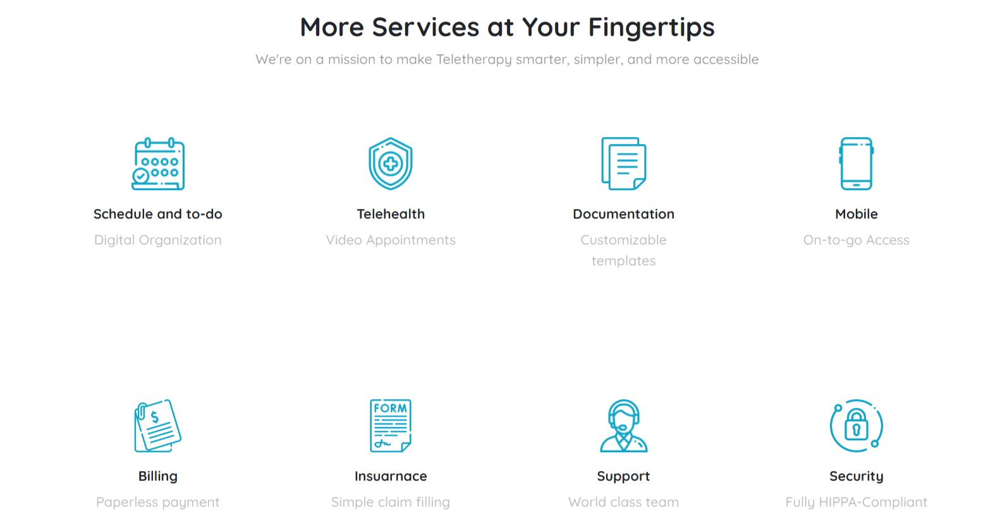 More Services at Your Fingertips
We're on a mission to make Teletherapy smarter, simpler, and more accessible
Schedule and to-do
Digital Organization
Telehealth
Video Appointments
Documentation
Customizable
templates
Mobile
On-to-go Access
$
Billing
Paperless payment
FORM
Insuarnace
Simple claim filling
Support
World class team
Security
Fully HIPPA-Compliant